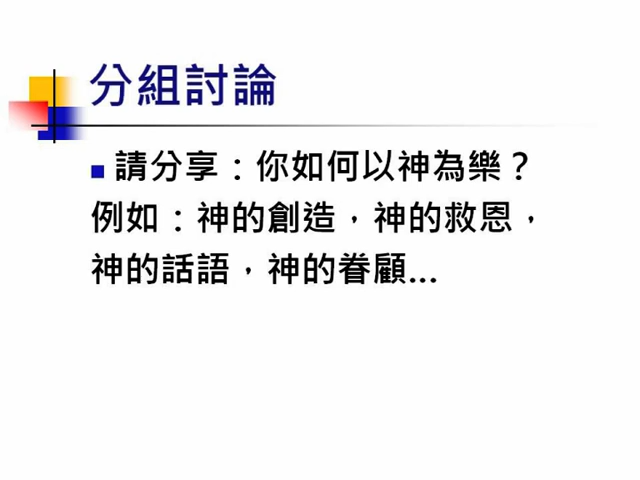 分組討論
請分享：你如何以神為樂？
例如：神的創造，神的救恩，
神的話語，神的眷顧...